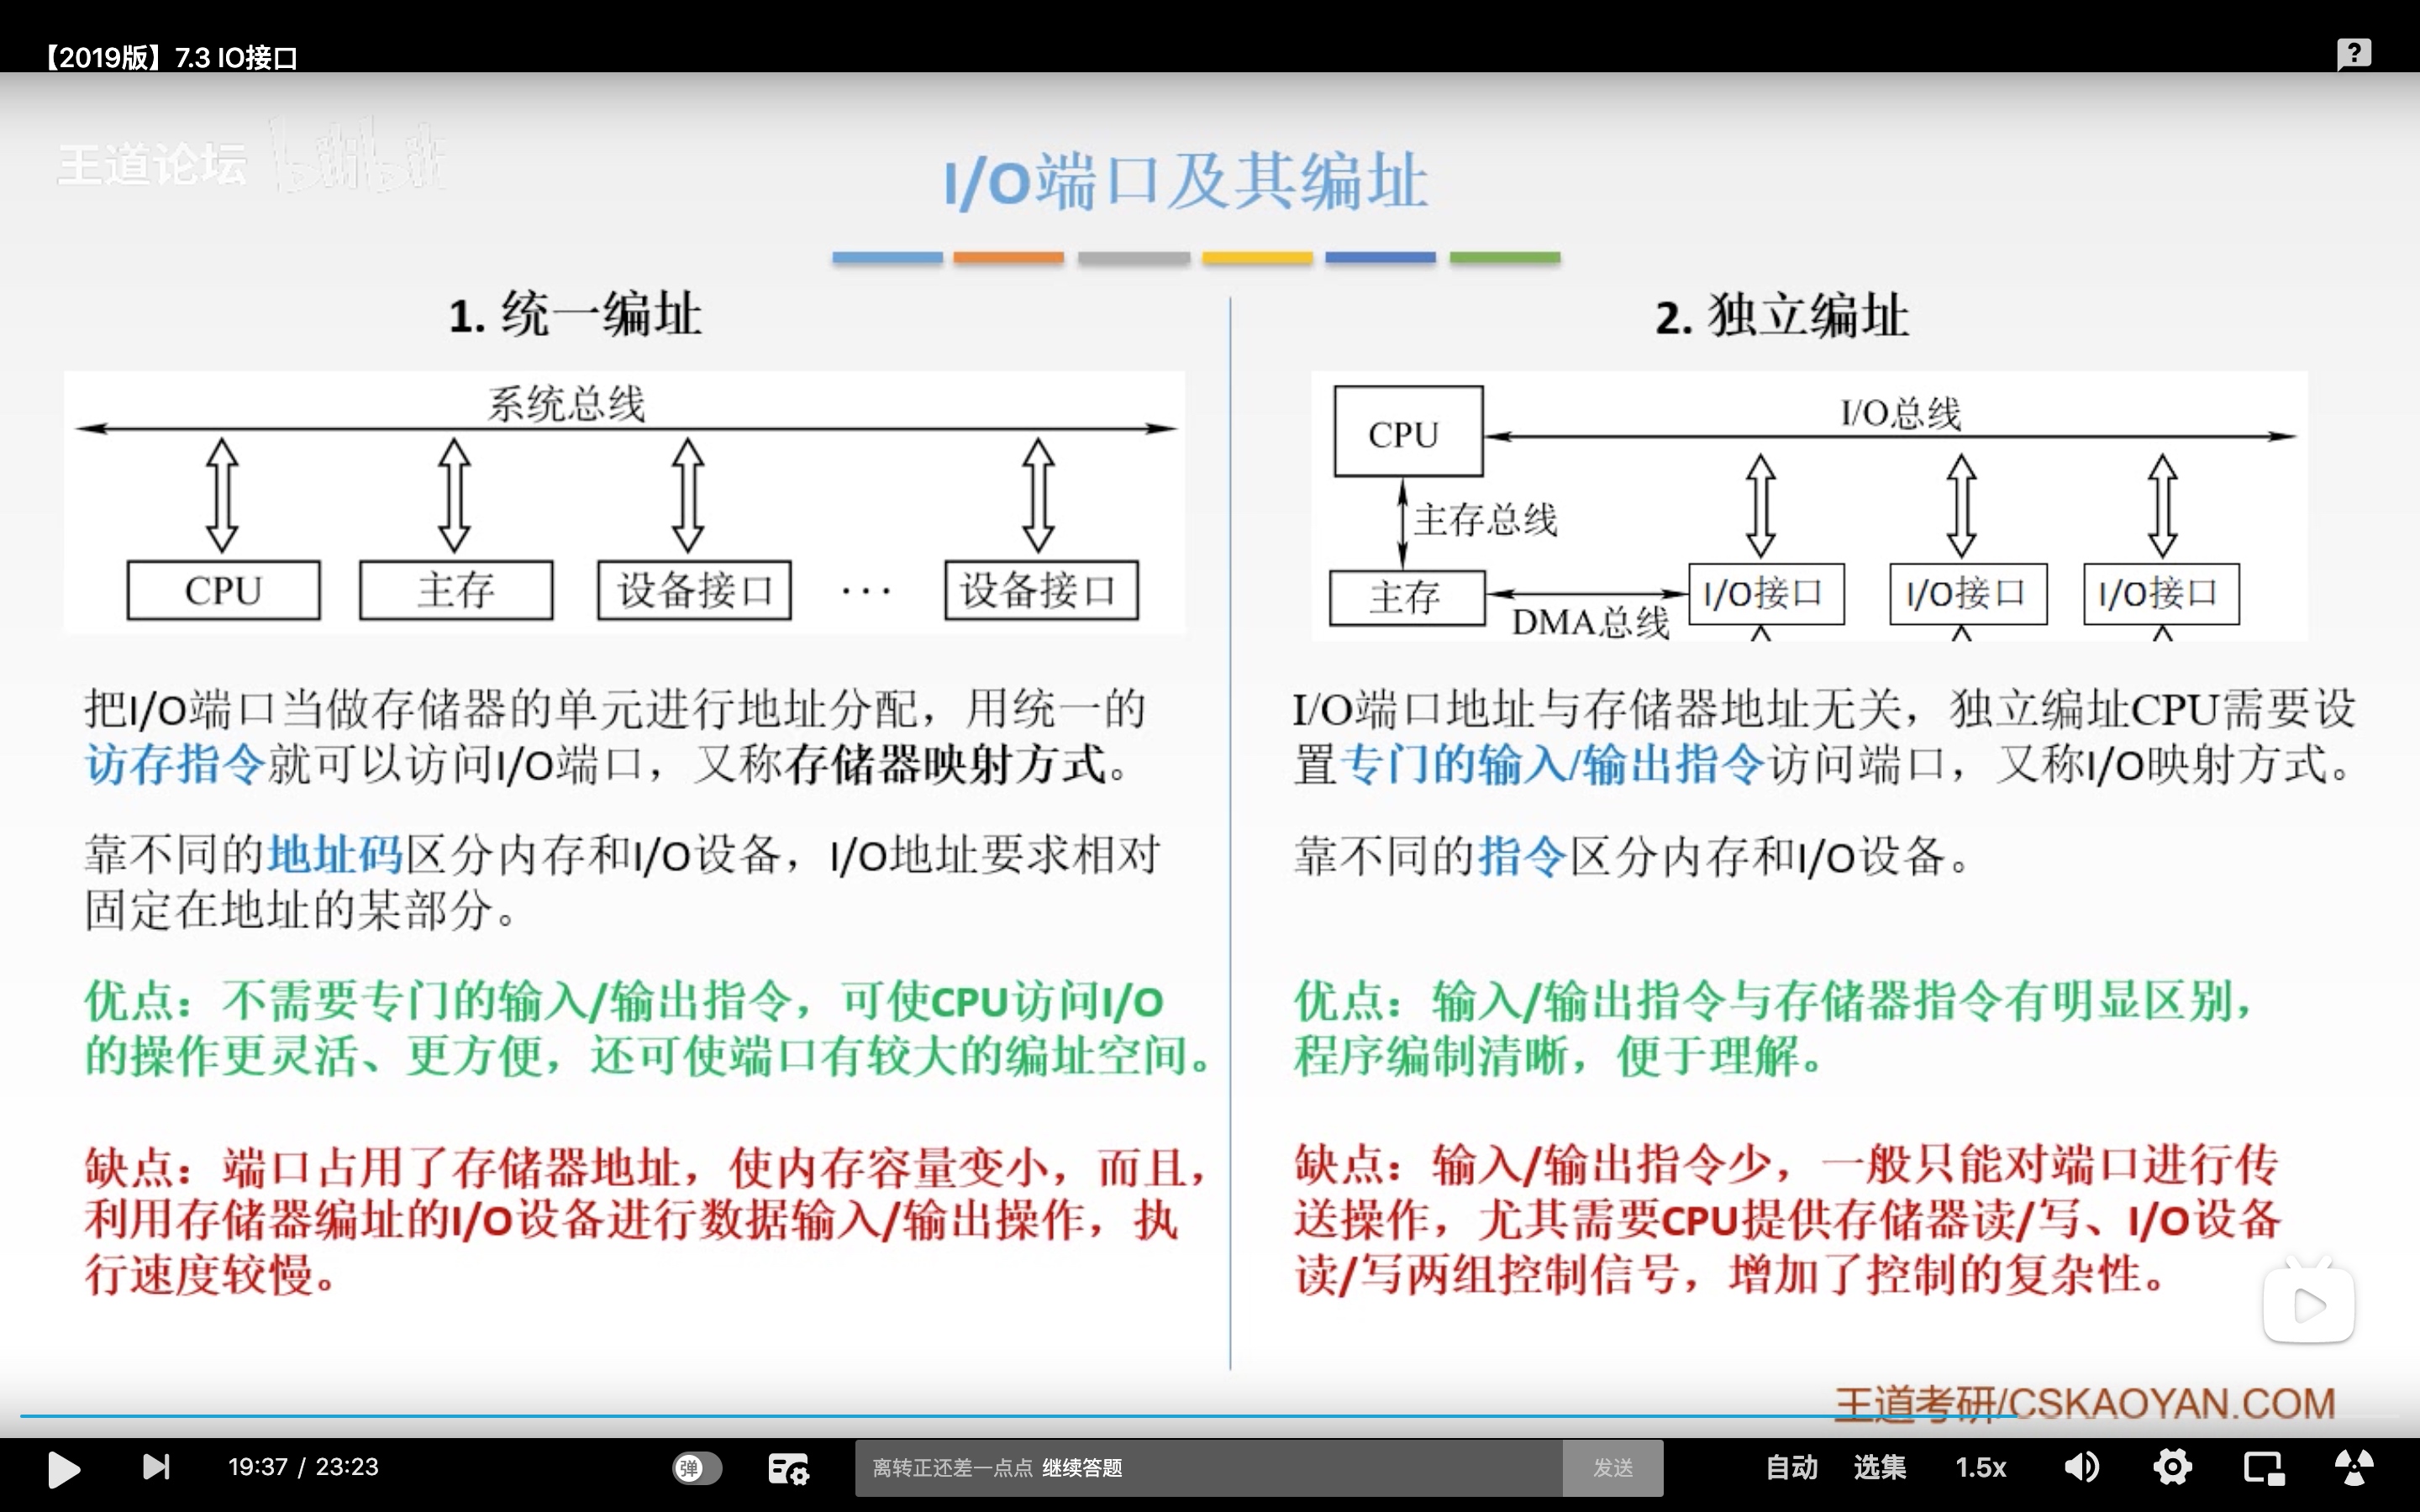 【2019版】7.3 IO接口
王道论坛 bilibili
I/O端口及其编址
1. 统一编址
系统总线
CPU
主存
设备接口
...
设备接口
把I/O端口当做存储器的单元进行地址分配，用统一的
访存指令就可以访问I/O端口，又称存储器映射方式。
靠不同的地址码区分内存和I/O设备，I/O地址要求相对
固定在地址的某部分。
优点：不需要专门的输入/输出指令，可使CPU访问I/O
的操作更灵活、更方便，还可使端口有较大的编址空间。
缺点：端口占用了存储器地址，使内存容量变小，而且，
利用存储器编址的I/O设备进行数据输入/输出操作，执
行速度较慢。
2. 独立编址
CPU
I/O总线
主存总线
主存
DMA总线
I/O接口
I/O接口
I/O接口
I/O端口地址与存储器地址无关，独立编址CPU需要设
置专门的输入/输出指令访问端口，又称I/O映射方式。
靠不同的指令区分内存和I/O设备。
优点：输入/输出指令与存储器指令有明显区别，
程序编制清晰，便于理解。
缺点：输入/输出指令少，一般只能对端口进行传
送操作，尤其需要CPU提供存储器读/写、I/O设备
读/写两组控制信号，增加了控制的复杂性。
王道考研/CSKAOYAN.COM
19:37 / 23:23
弹
离转正还差一点点 继续答题
发送
自动
选集
1.5x